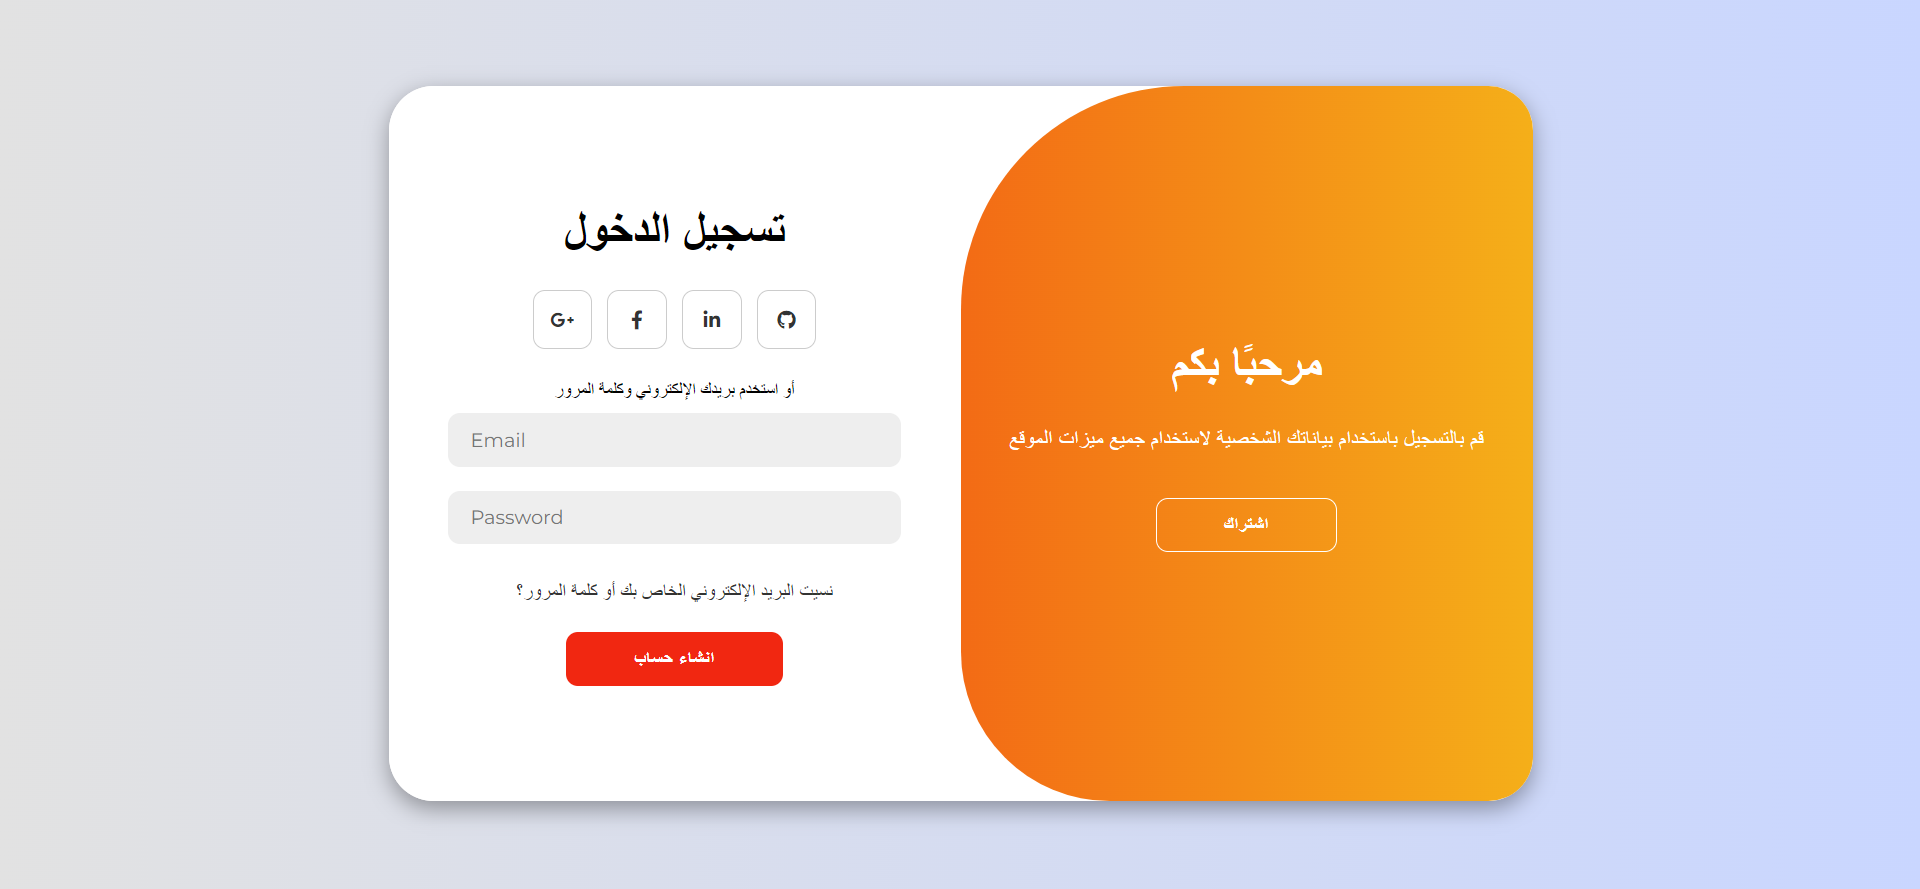 تسجيل الدخول
G+
f
in
أو استخدم بريدك الإلكتروني وكلمة المرور
Email
Password
نسيت البريد الإلكتروني الخاص بك أو كلمة المرور؟
انشاء حساب
مرحبًا بكم
قم بالتسجيل باستخدام بياناتك الشخصية لاستخدام جميع ميزات الموقع
اشتراك